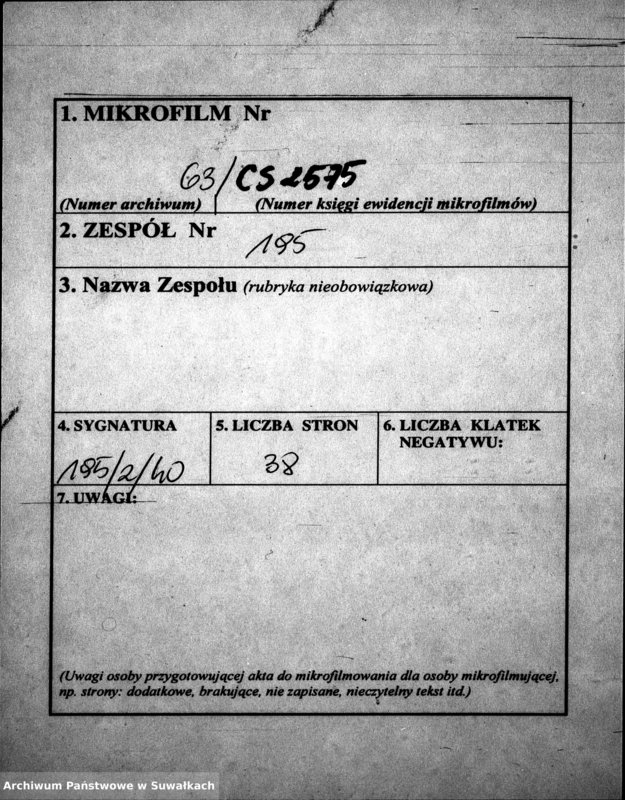 1. MIKROFILM Nr
63/CS 2575
(Numer archiwum) (Numer księgi ewidencji mikrofilmów)
2. ZESPÓŁ Nr
195
3. Nazwa Zespołu (rubryka nieobowiązkowa)
4. SYGNATURA
195/2/40
5. LICZBA STRON
38
6. LICZBA KLATEK
NEGATYWU:
7. UWAGI:
(Uwagi osoby przygotowującej akta do mikrofilmowania dla osoby mikrofilmującej,
np. strony: dodatkowe, brakujące, nie zapisane, nieczytelny tekst itd.)
Archiwum Państwowe w Suwałkach